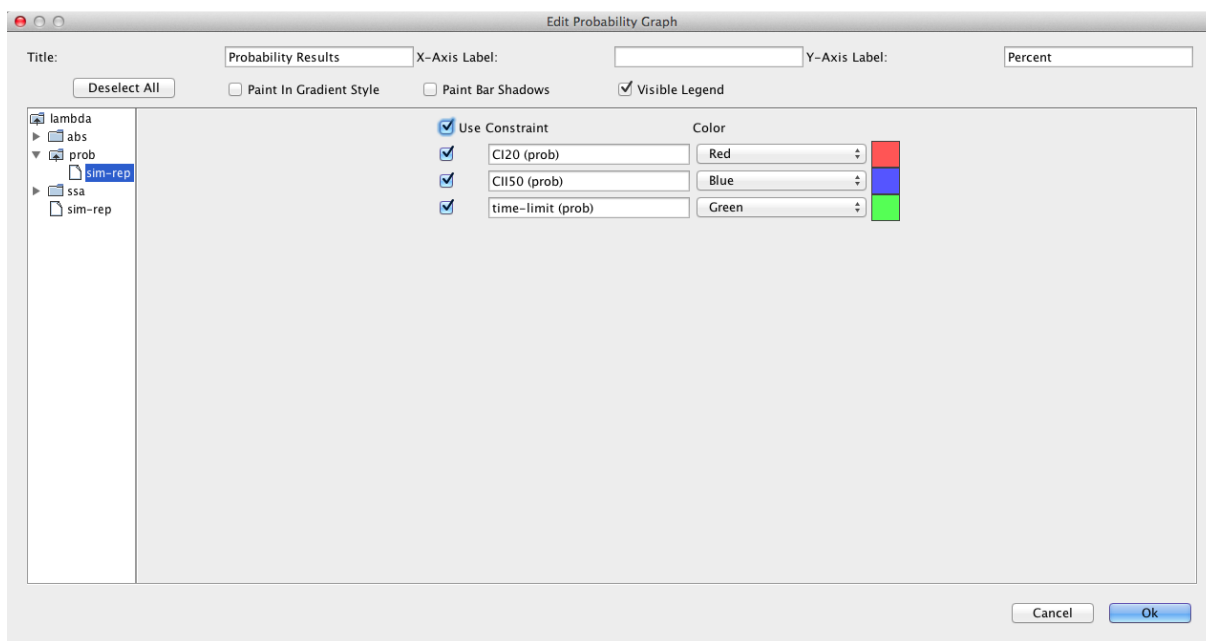 Edit Probability Graph
Title: Probability Results X-Axis Label: Y-Axis Label: Percent
Deselect All Paint In Gradient Style Paint Bar Shadows Visible Legend
lambda
abs
prob
sim-rep
ssa
sim-rep
Use Constraint Color
CI20 (prob) Red
CII50 (prob) Blue
time-limit (prob) Green
Cancel Ok